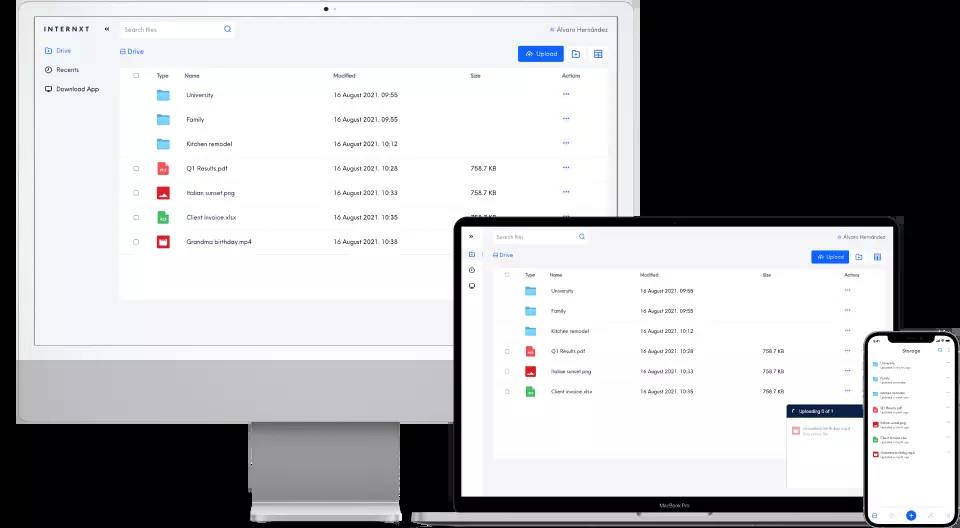 INTERNXT
Search files
Álvaro Hernández
Drive
Drive
Upload
Recents
Download App
Type Name Modified Size Actions
University 16 August 2021. 09:55
Family 16 August 2021. 09:55
Kitchen remodel 16 August 2021. 10:12
Q1 Results.pdf 16 August 2021. 10:28 758.7 KB
Italian sunset.png 16 August 2021. 10:33 758.7 KB
Client invoice.xlsx 16 August 2021. 10:35 758.7 KB
Grandma birthday.mp4 16 August 2021. 10:38
Search files
Álvaro Hernández
Drive
Upload
Type Name Modified Size Actions
University 16 August 2021. 09:55
Family 16 August 2021. 09:55
Kitchen remodel 16 August 2021. 10:12
Q1 Results.pdf 16 August 2021. 10:28 758.7 KB
Italian sunset.png 16 August 2021. 10:33 758.7 KB
Client invoice.xlsx 16 August 2021. 10:35 758.7 KB
Uploading 0 of 1
MacBook Pro
Storage
University
Family
Q1 Results.pdf
Italian sunset.png
Client invoice.xlsx
Grandma birthday.mp4